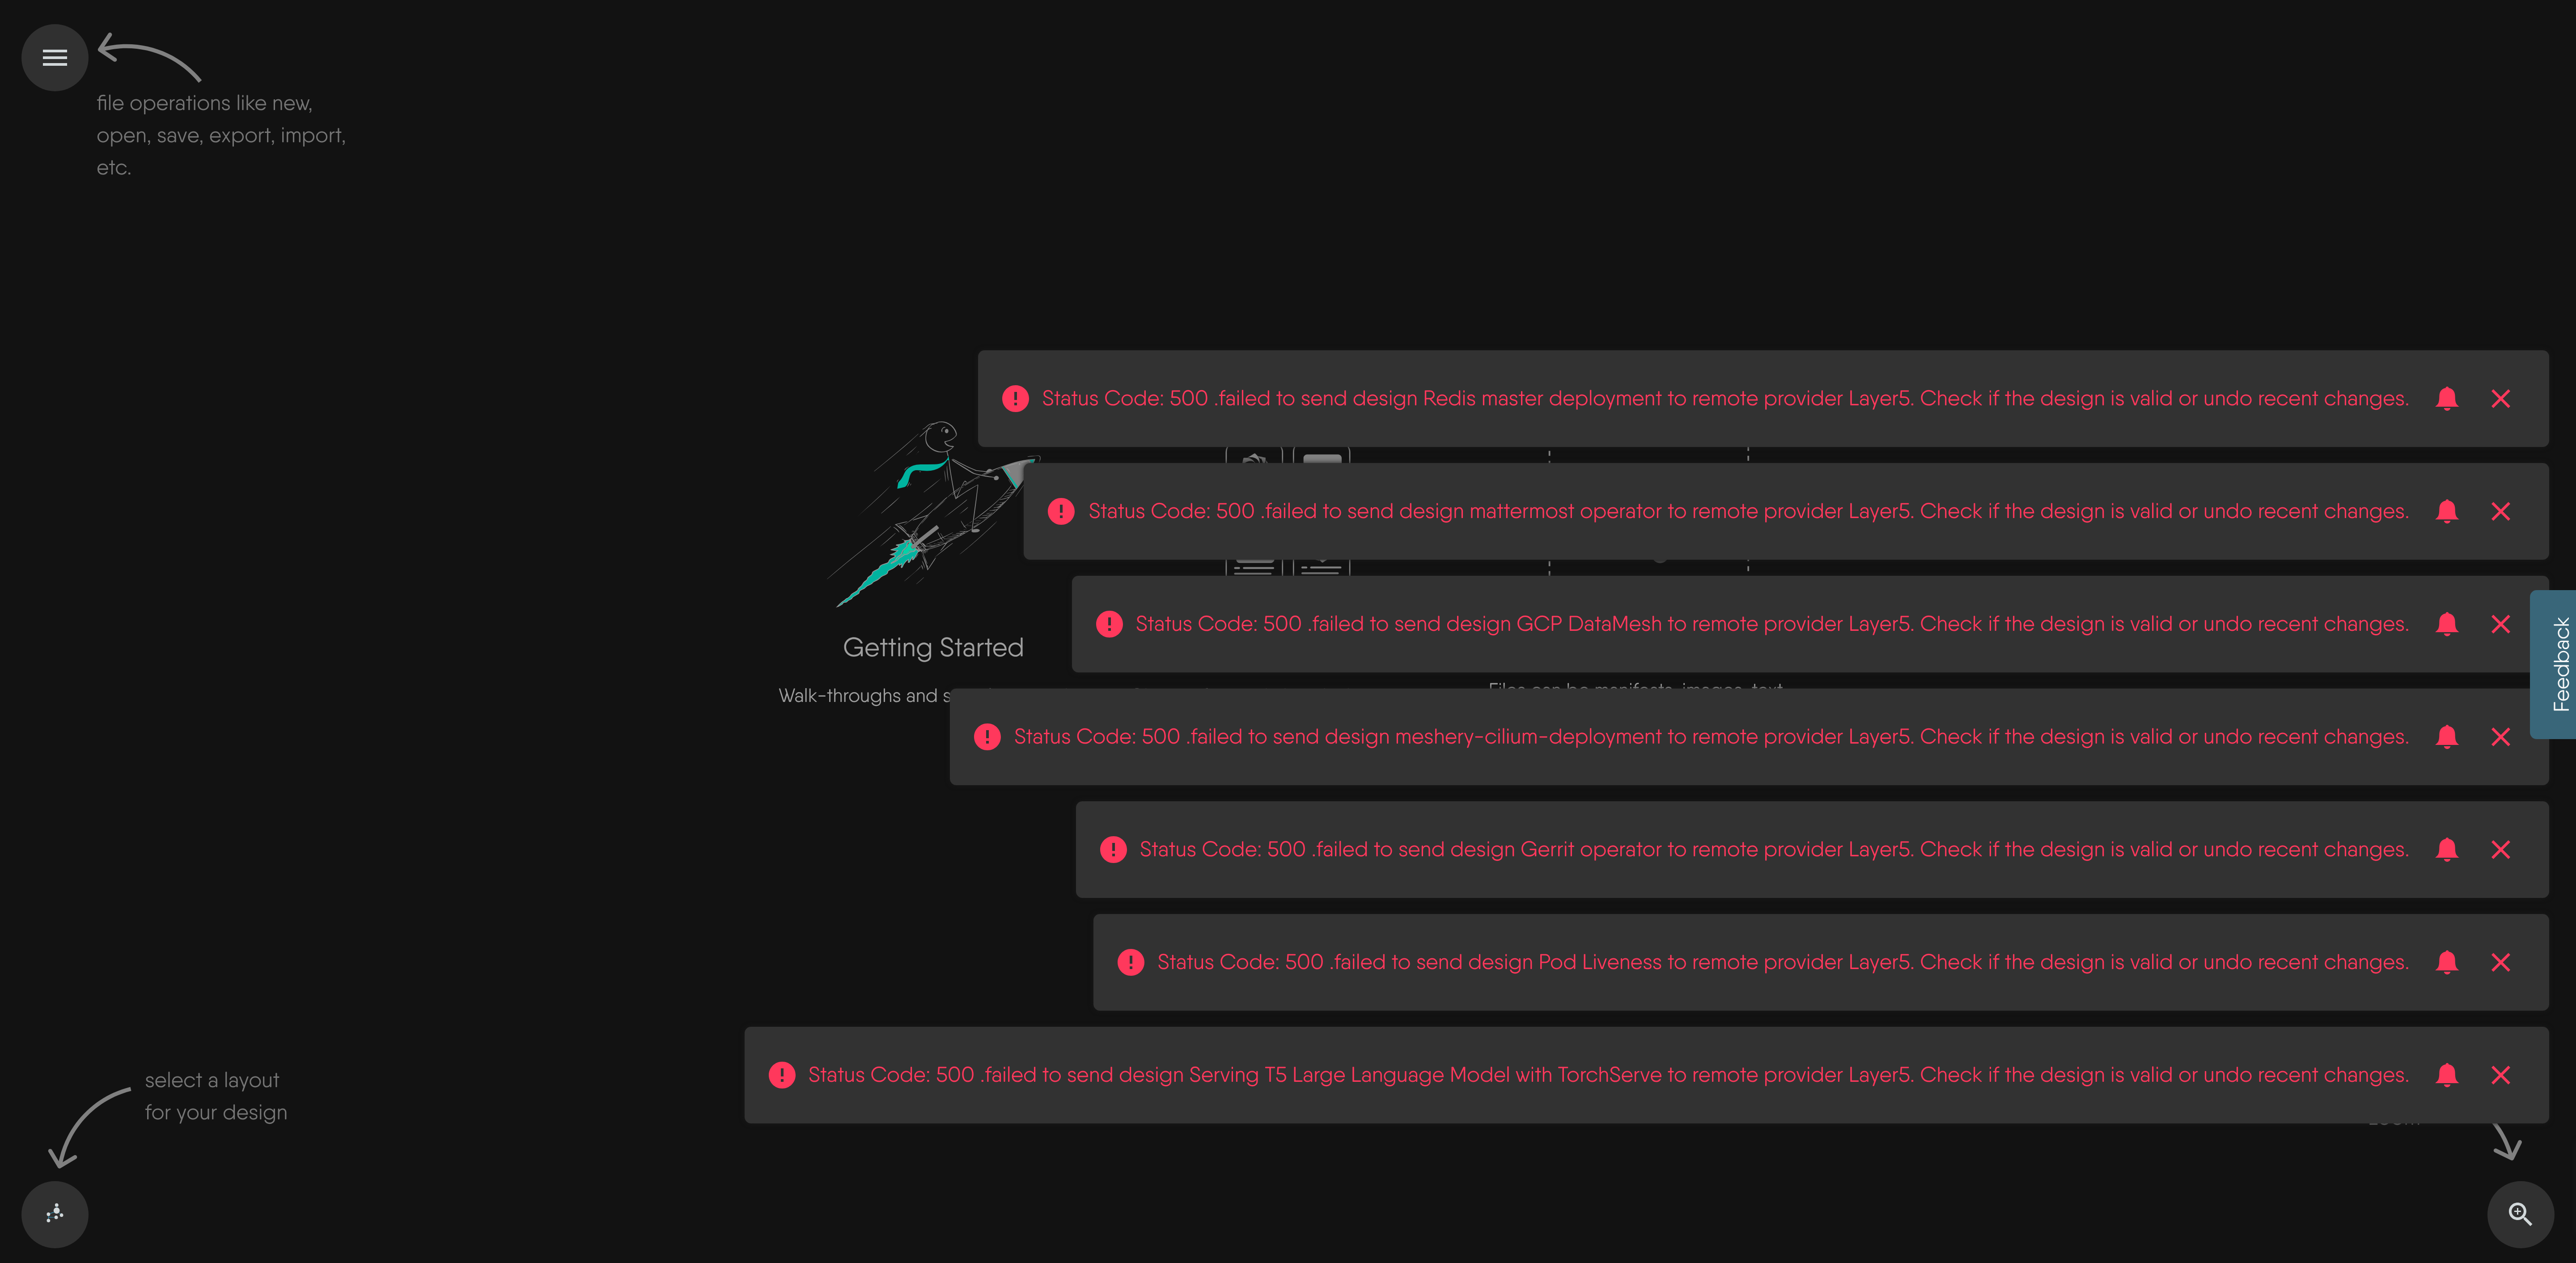 file operations like new,
open, save, export, import,
etc.
Status Code: 500 .failed to send design Redis master deployment to remote provider Layer5. Check if the design is valid or undo recent changes.
Status Code: 500 .failed to send design mattermost operator to remote provider Layer5. Check if the design is valid or undo recent changes.
Status Code: 500 .failed to send design GCP DataMesh to remote provider Layer5. Check if the design is valid or undo recent changes.
Getting Started
Walk-throughs and
Files can be manifests, images, text
Status Code: 500 .failed to send design meshery-cilium-deployment to remote provider Layer5. Check if the design is valid or undo recent changes.
Feedback
Status Code: 500 .failed to send design Gerrit operator to remote provider Layer5. Check if the design is valid or undo recent changes.
Status Code: 500 .failed to send design Pod Liveness to remote provider Layer5. Check if the design is valid or undo recent changes.
Status Code: 500 .failed to send design Serving T5 Large Language Model with TorchServe to remote provider Layer5. Check if the design is valid or undo recent changes.
select a layout
for your design